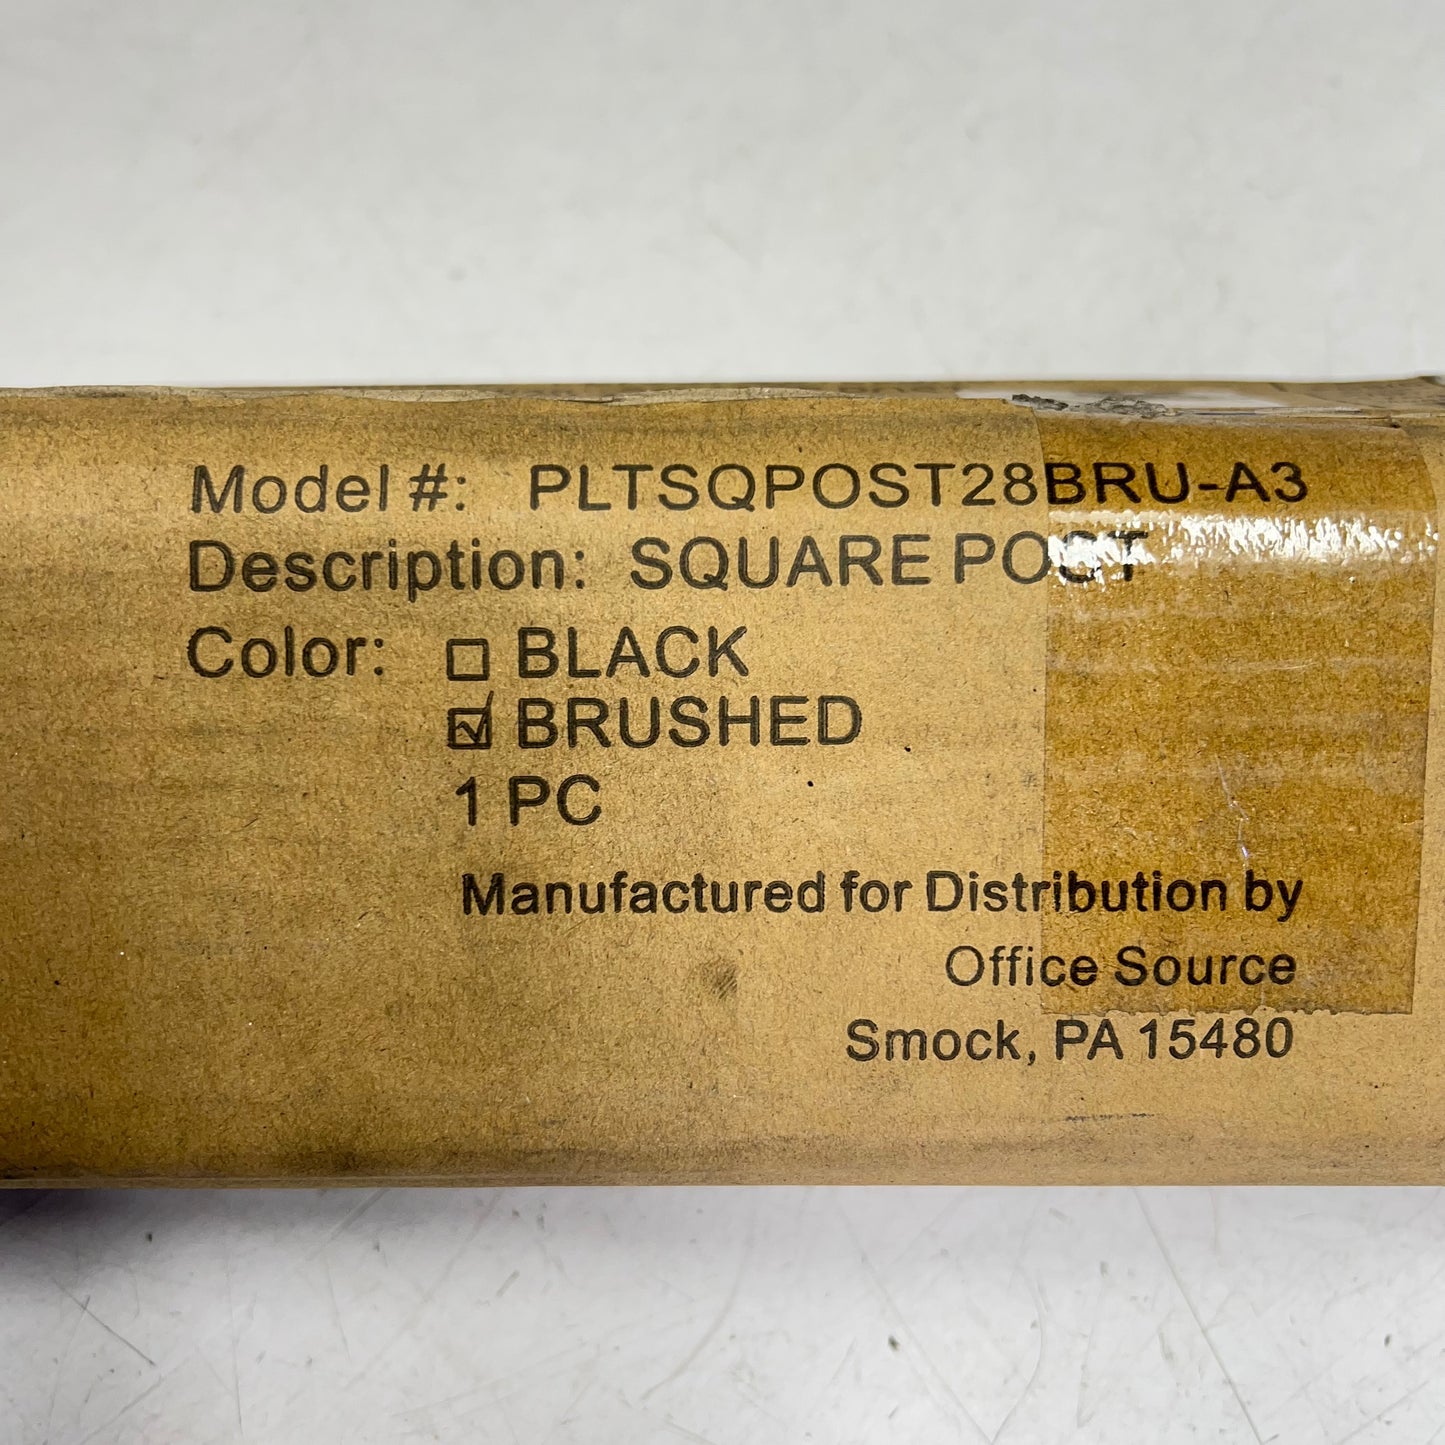 Model #: PLTSQPOST28BRU-A3
Description: SQUARE POST
Color: ☐ BLACK
☑ BRUSHED
1 PC
Manufactured for Distribution by
Office Source
Smock, PA 15480